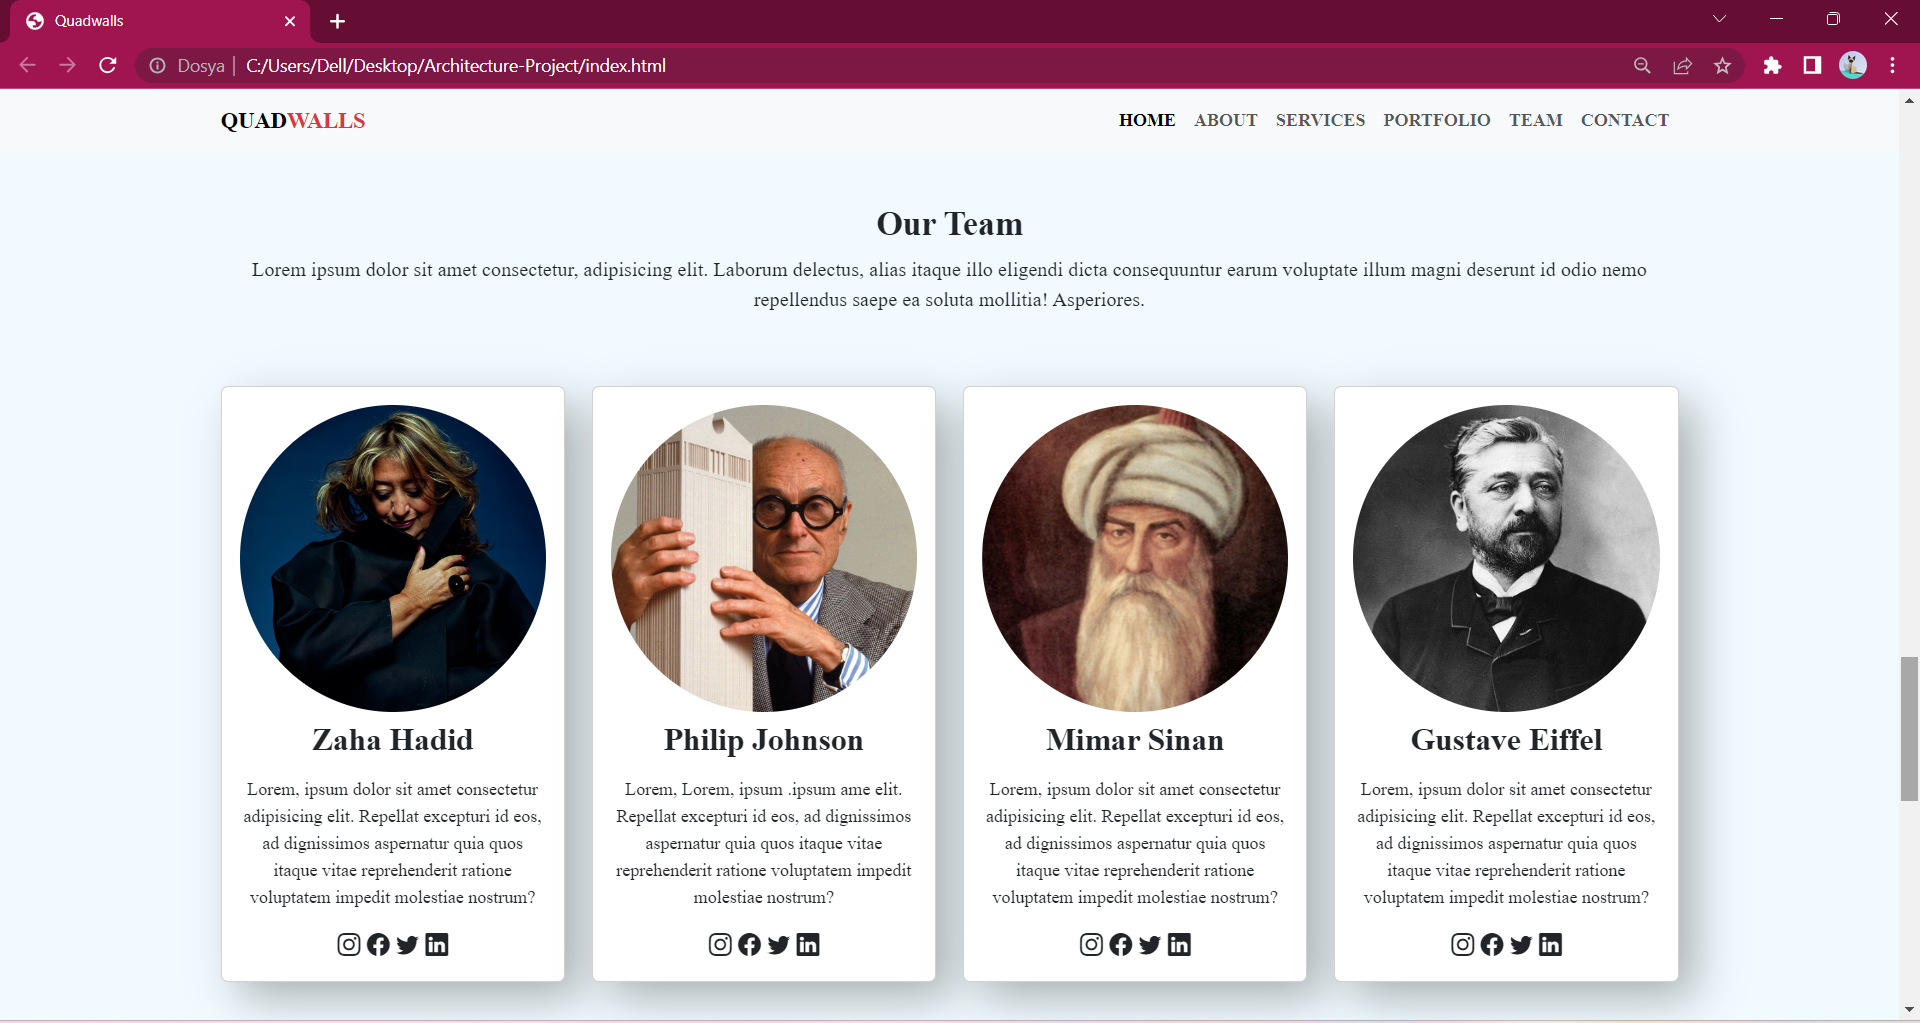 Quadwalls
Dosya | C:/Users/Dell/Desktop/Architecture-Project/index.html
QUADWALLS
HOME ABOUT SERVICES PORTFOLIO TEAM CONTACT
Our Team
Lorem ipsum dolor sit amet consectetur, adipisicing elit. Laborum delectus, alias itaque illo eligendi dicta consequuntur earum voluptate illum magni deserunt id odio nemo
repellendus saepe ea soluta mollitia! Asperiores.
Zaha Hadid
Lorem, ipsum dolor sit amet consectetur
adipisicing elit. Repellat excepturi id eos,
ad dignissimos aspernatur quia quos
itaque vitae reprehenderit ratione
voluptatem impedit molestiae nostrum?
Philip Johnson
Lorem, Lorem, ipsum .ipsum ame elit.
Repellat excepturi id eos, ad dignissimos
aspernatur quia quos itaque vitae
reprehenderit ratione voluptatem impedit
molestiae nostrum?
Mimar Sinan
Lorem, ipsum dolor sit amet consectetur
adipisicing elit. Repellat excepturi id eos,
ad dignissimos aspernatur quia quos
itaque vitae reprehenderit ratione
voluptatem impedit molestiae nostrum?
Gustave Eiffel
Lorem, ipsum dolor sit amet consectetur
adipisicing elit. Repellat excepturi id eos,
ad dignissimos aspernatur quia quos
itaque vitae reprehenderit ratione
voluptatem impedit molestiae nostrum?